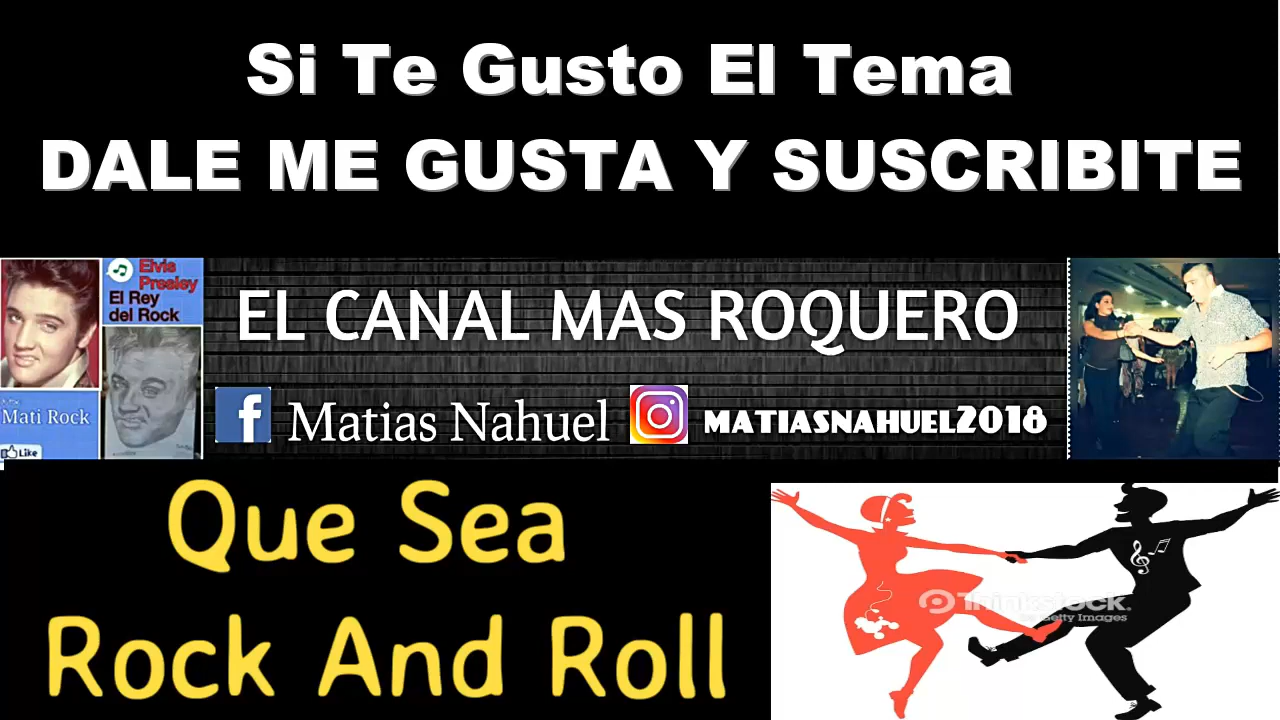 Si Te Gusto El Tema
DALE ME GUSTA Y SUSCRIBITE
Elvis
Presley
El Rey
del Rock
EL CANAL MAS ROQUERO
Mati Rock
Like
f Matias Nahuel
MATIASNAHUEL2018
Que Sea
Rock And Roll
Thinkstock.
by Getty Images